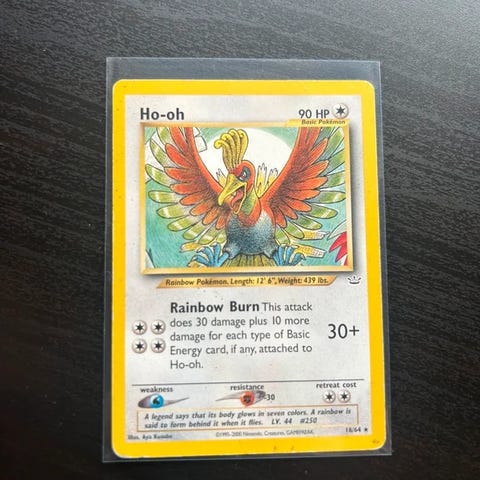 Ho-oh
90 HP
Basic Pokémon
Rainbow Pokémon. Length: 12' 6", Weight: 439 lbs.
Rainbow Burn This attack
does 30 damage plus 10 more
damage for each type of Basic
Energy card, if any, attached to
Ho-oh.
30+
weakness
resistance
retreat cost
30
A legend says that its body glows in seven colors. A rainbow is
said to form behind it when it flies. LV. 44 #250
Illus. Aya Kusube
©1995-2000 Nintendo, Creatures, GAMEFREAK.
18/64 ★